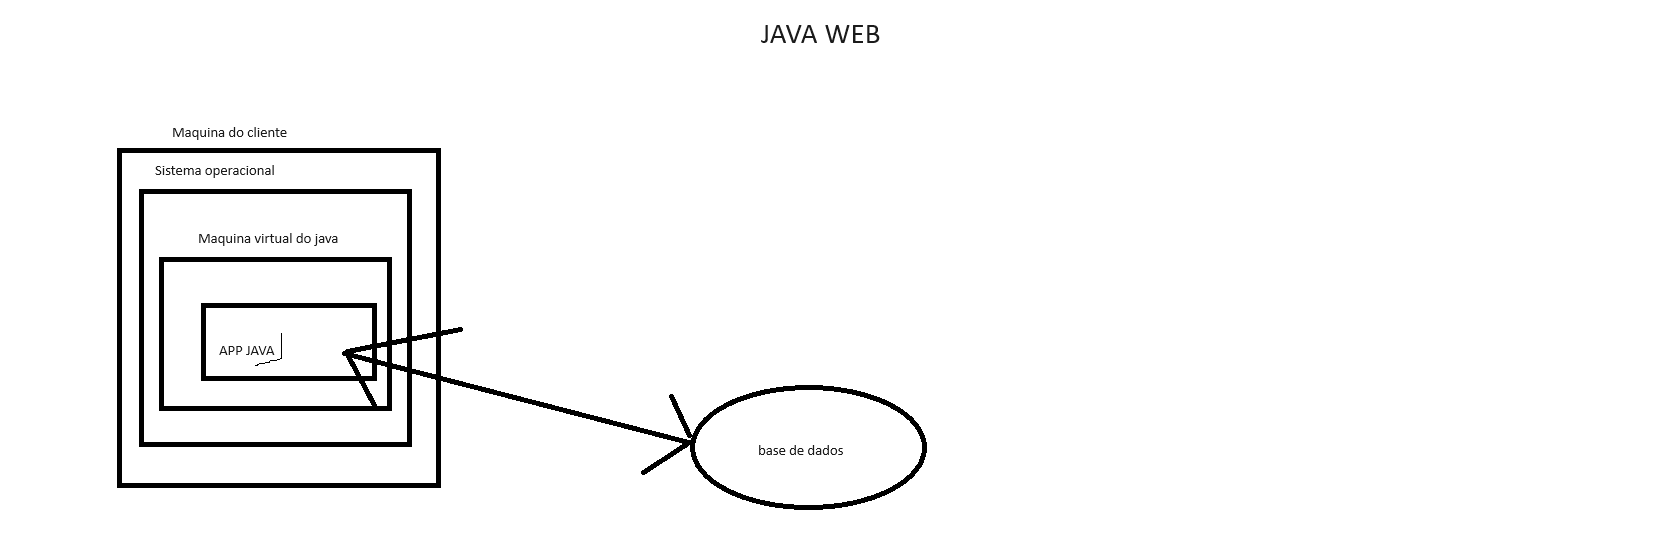 JAVA WEB
Maquina do cliente
Sistema operacional
Maquina virtual do java
APP JAVA
base de dados